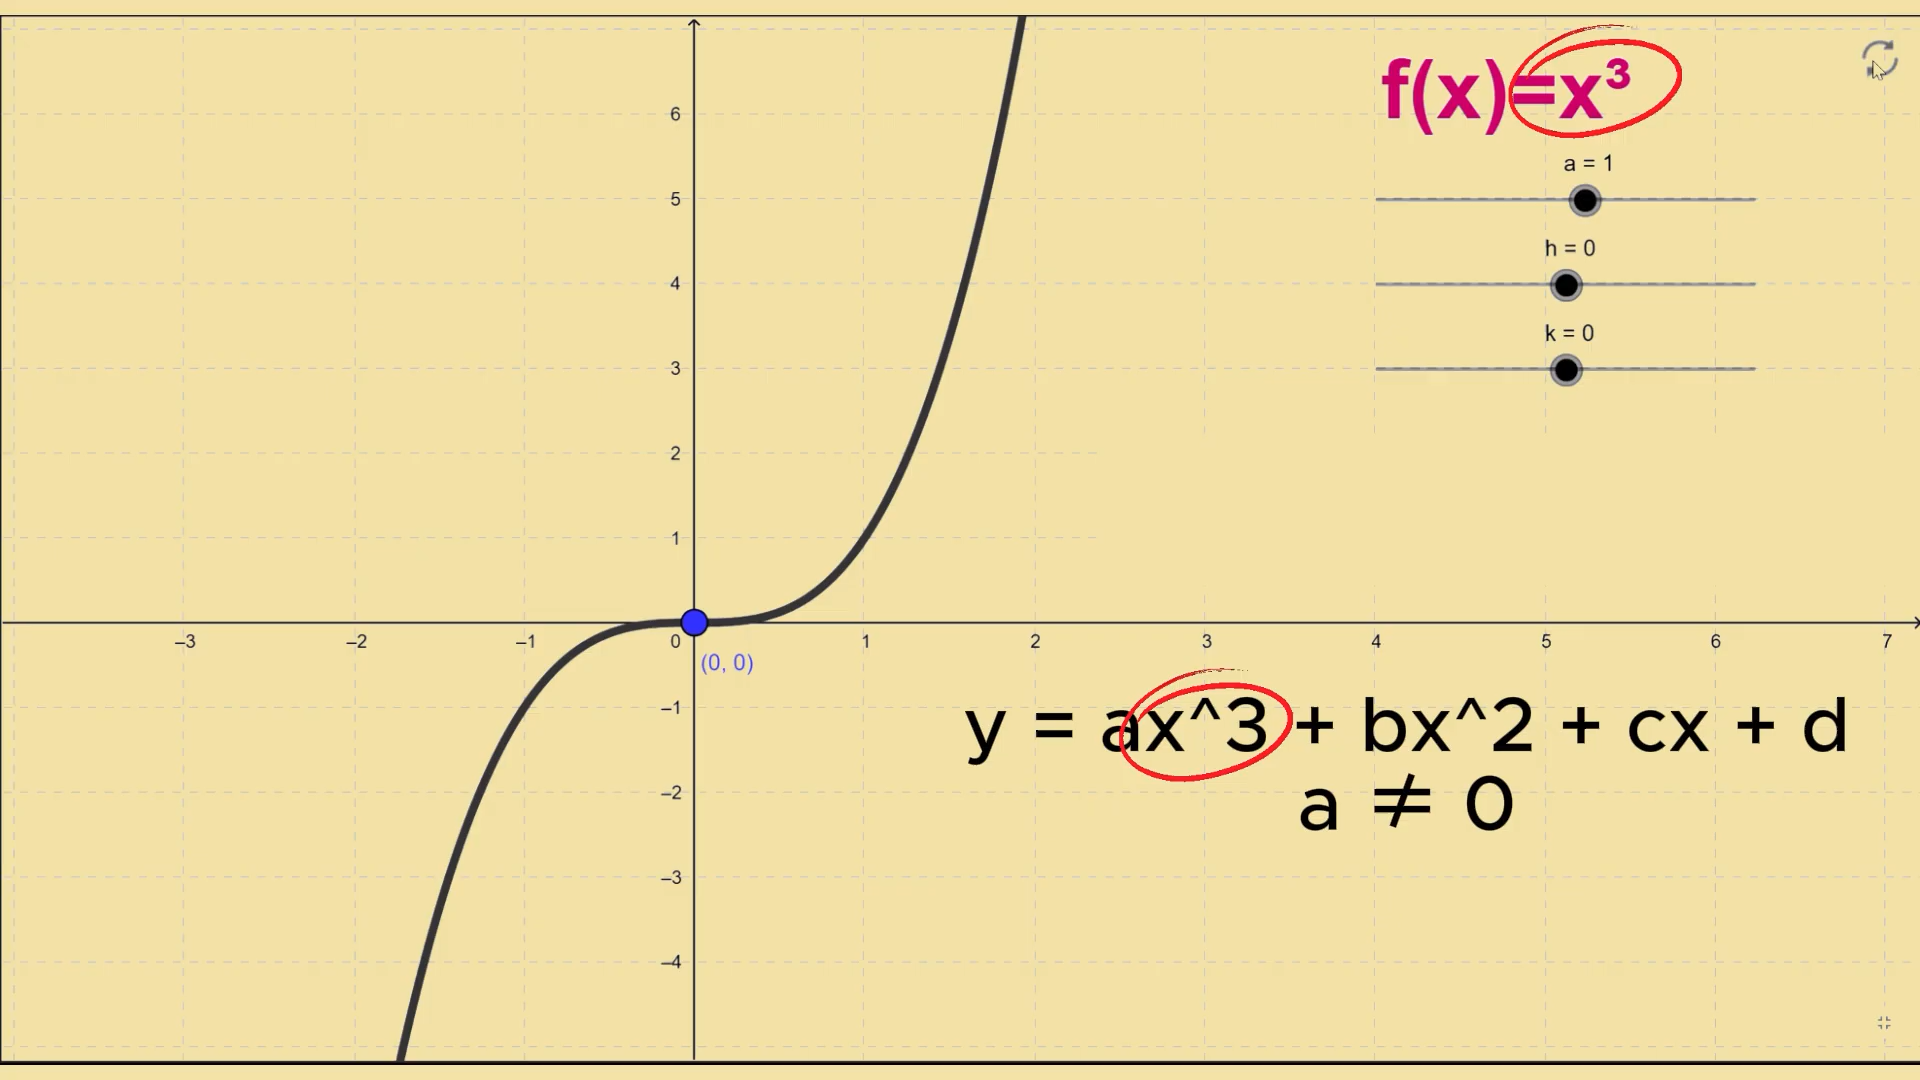 f(x)=x³
a = 1
h = 0
k = 0
6
5
4
3
2
1
–3 –2 –1 0 1 2 3 4 5 6 7
(0, 0)
–1
y = ax^3 + bx^2 + cx + d
–2
a ≠ 0
–3
–4